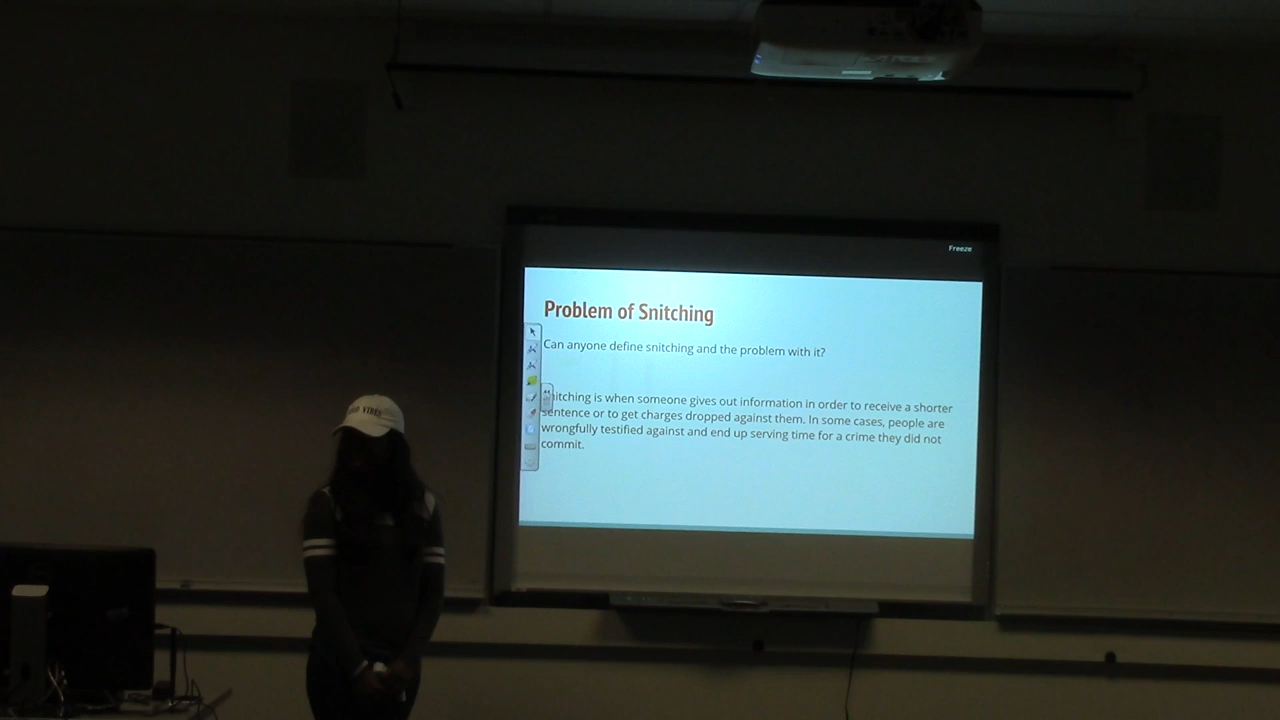 Freeze
Problem of Snitching
Can anyone define snitching and the problem with it?
itching is when someone gives out information in order to receive a shorter
sentence or to get charges dropped against them. In some cases, people are
wrongfully testified against and end up serving time for a crime they did not
commit.